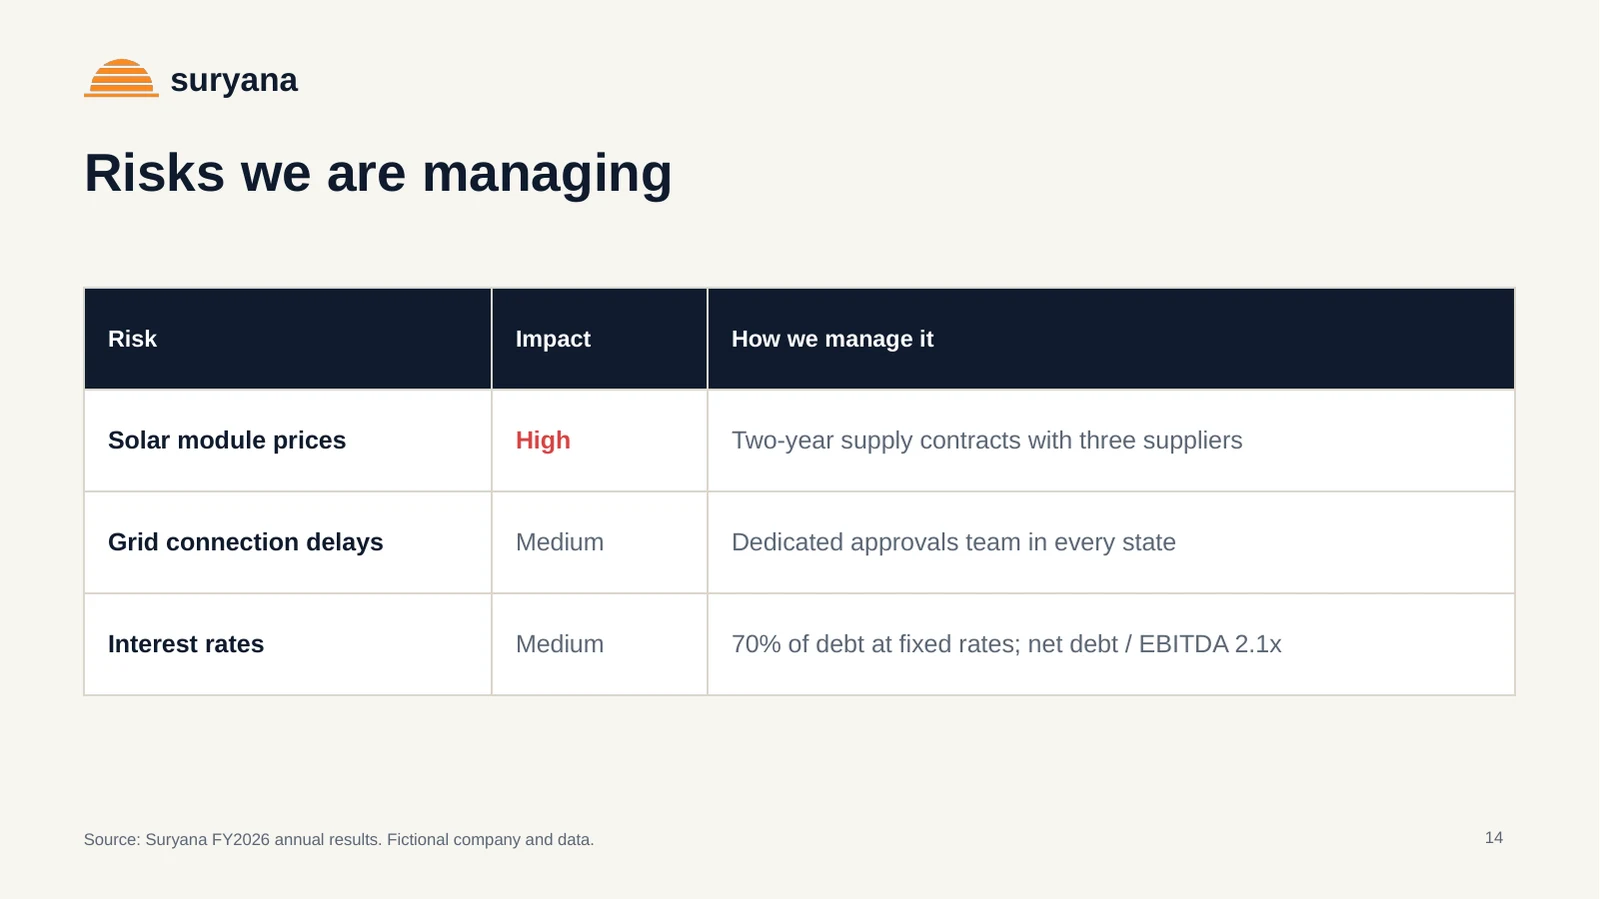 suryana
Risks we are managing
Risk Impact How we manage it
Solar module prices High Two-year supply contracts with three suppliers
Grid connection delays Medium Dedicated approvals team in every state
Interest rates Medium 70% of debt at fixed rates; net debt / EBITDA 2.1x
Source: Suryana FY2026 annual results. Fictional company and data.
14